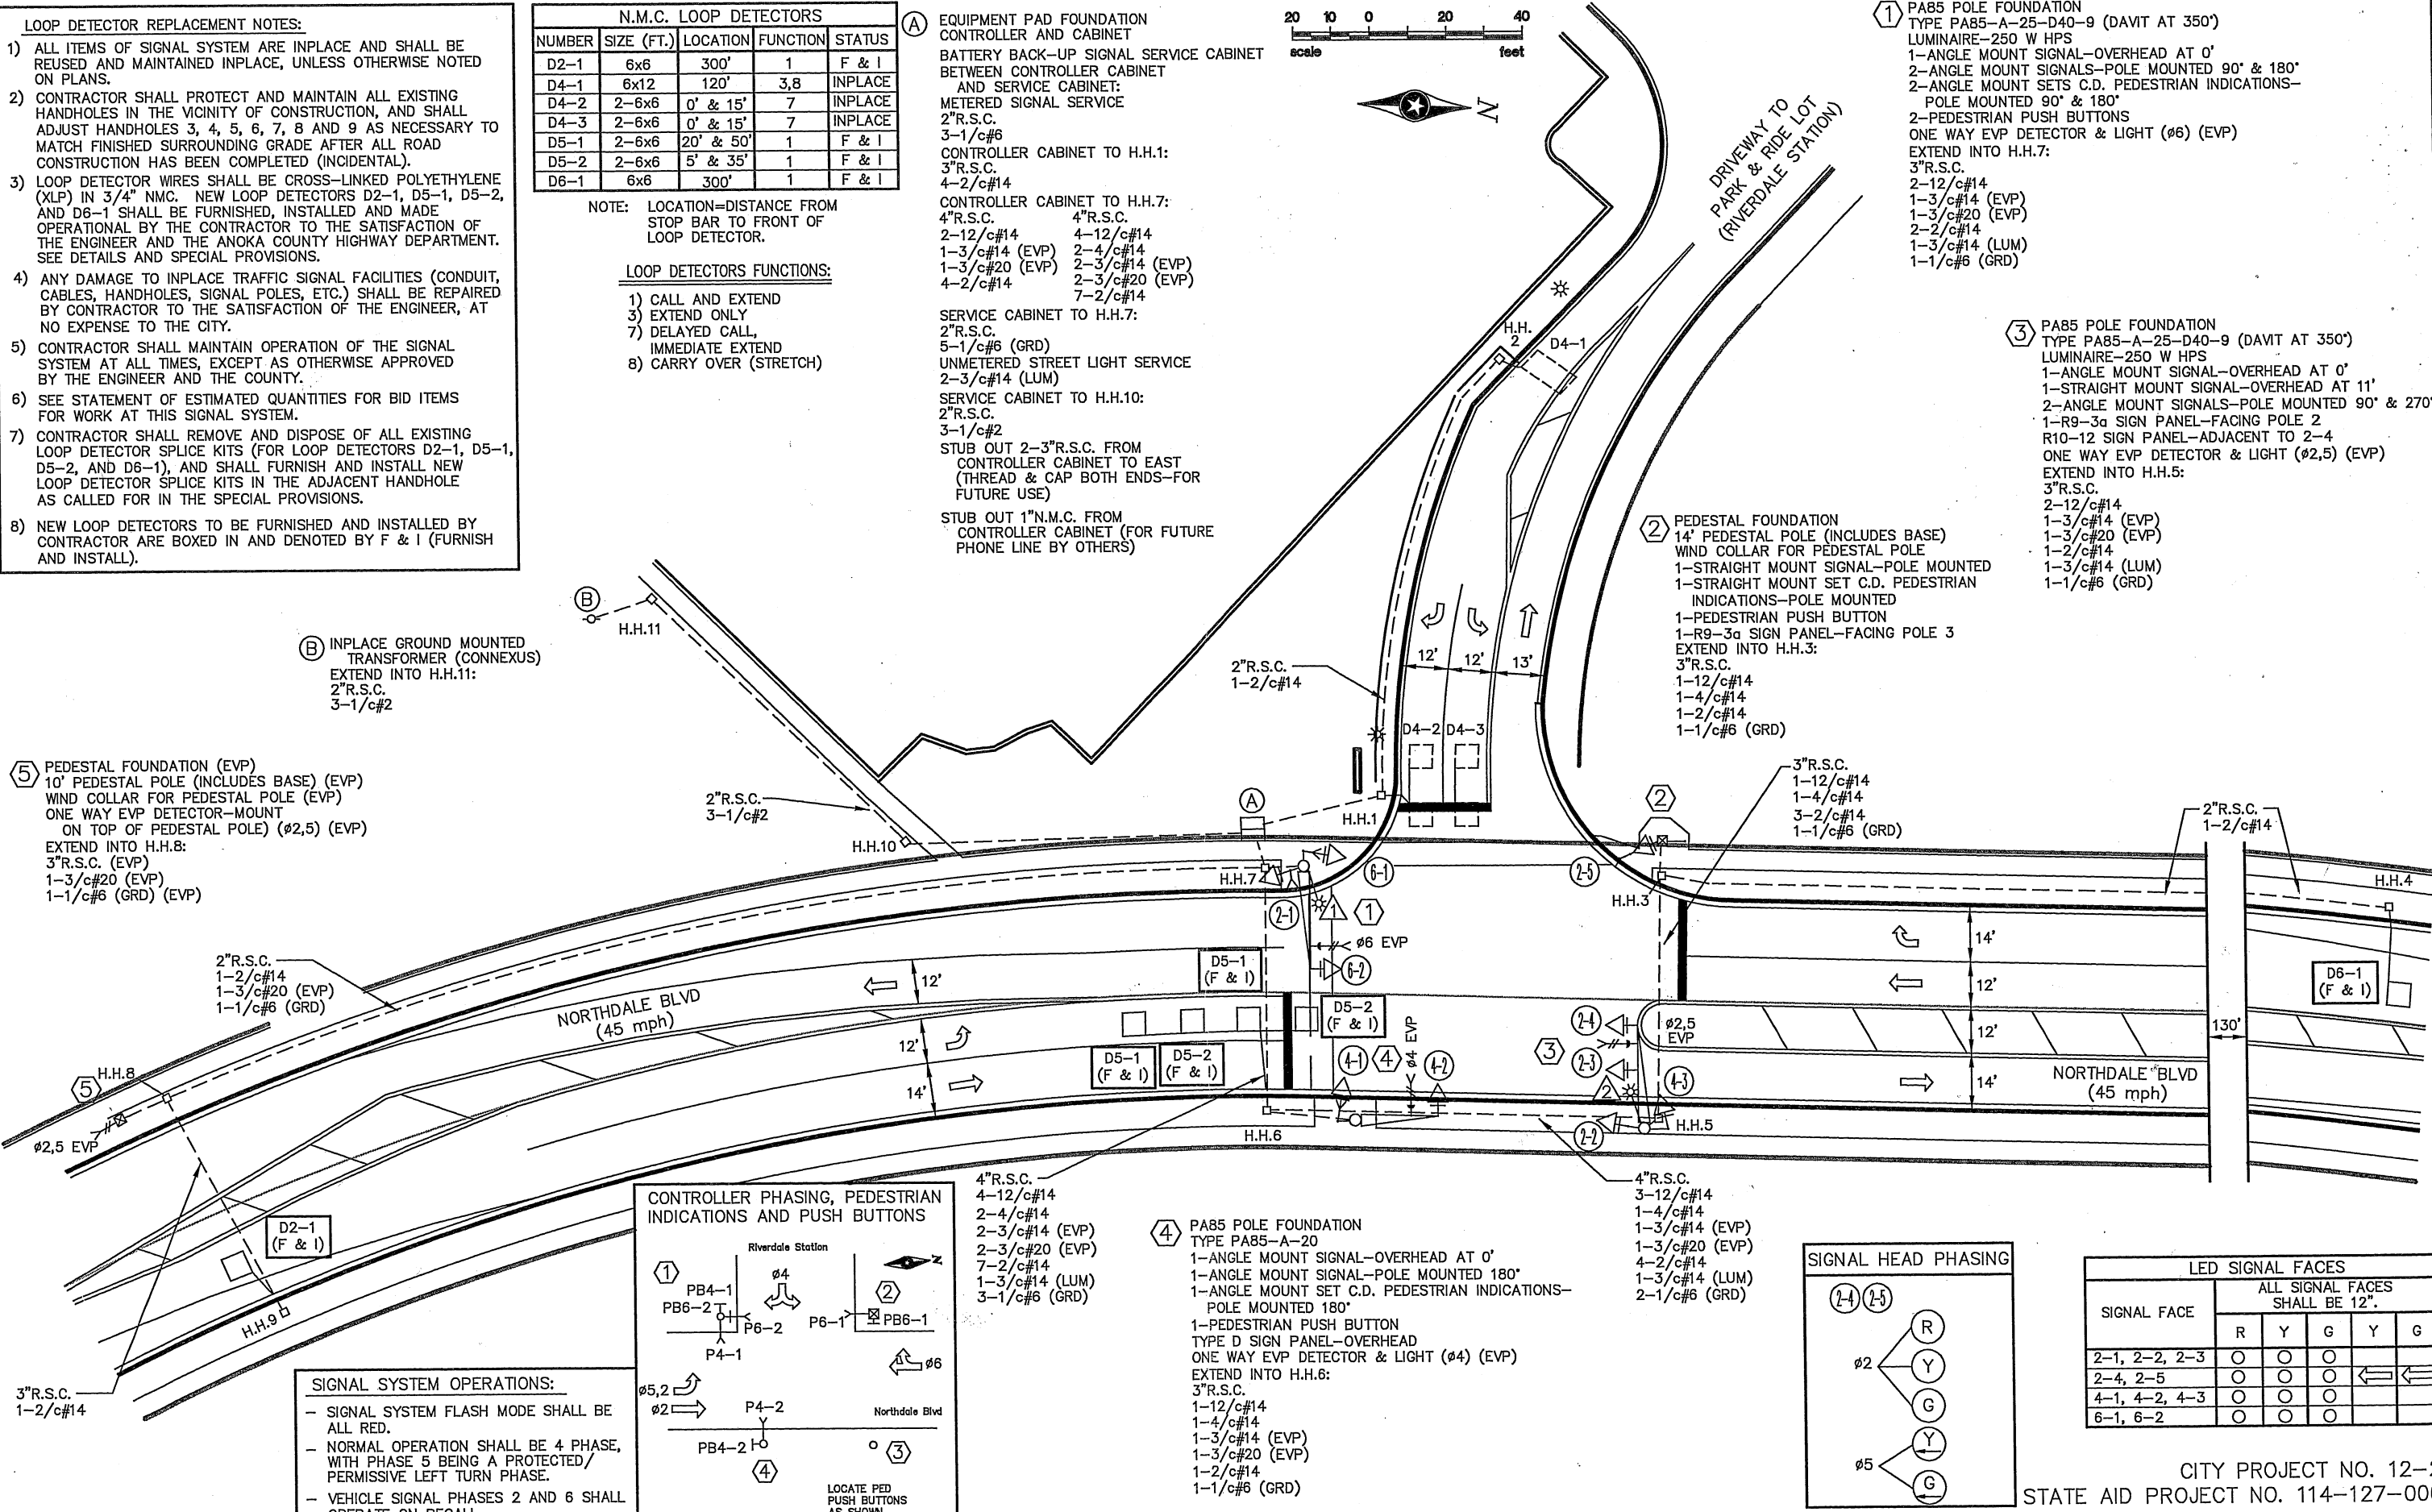 LOOP DETECTOR REPLACEMENT NOTES:
1) ALL ITEMS OF SIGNAL SYSTEM ARE INPLACE AND SHALL BE
REUSED AND MAINTAINED INPLACE, UNLESS OTHERWISE NOTED
ON PLANS.
2) CONTRACTOR SHALL PROTECT AND MAINTAIN ALL EXISTING
HANDHOLES IN THE VICINITY OF CONSTRUCTION, AND SHALL
ADJUST HANDHOLES 3, 4, 5, 6, 7, 8 AND 9 AS NECESSARY TO
MATCH FINISHED SURROUNDING GRADE AFTER ALL ROAD
CONSTRUCTION HAS BEEN COMPLETED (INCIDENTAL).
3) LOOP DETECTOR WIRES SHALL BE CROSS-LINKED POLYETHYLENE
(XLP) IN 3/4" NMC. NEW LOOP DETECTORS D2-1, D5-1, D5-2,
AND D6-1 SHALL BE FURNISHED, INSTALLED AND MADE
OPERATIONAL BY THE CONTRACTOR TO THE SATISFACTION OF
THE ENGINEER AND THE ANOKA COUNTY HIGHWAY DEPARTMENT.
SEE DETAILS AND SPECIAL PROVISIONS.
4) ANY DAMAGE TO INPLACE TRAFFIC SIGNAL FACILITIES (CONDUIT,
CABLES, HANDHOLES, SIGNAL POLES, ETC.) SHALL BE REPAIRED
BY CONTRACTOR TO THE SATISFACTION OF THE ENGINEER, AT
NO EXPENSE TO THE CITY.
5) CONTRACTOR SHALL MAINTAIN OPERATION OF THE SIGNAL
SYSTEM AT ALL TIMES, EXCEPT AS OTHERWISE APPROVED
BY THE ENGINEER AND THE COUNTY.
6) SEE STATEMENT OF ESTIMATED QUANTITIES FOR BID ITEMS
FOR WORK AT THIS SIGNAL SYSTEM.
7) CONTRACTOR SHALL REMOVE AND DISPOSE OF ALL EXISTING
LOOP DETECTOR SPLICE KITS (FOR LOOP DETECTORS D2-1, D5-1,
D5-2, AND D6-1), AND SHALL FURNISH AND INSTALL NEW
LOOP DETECTOR SPLICE KITS IN THE ADJACENT HANDHOLE
AS CALLED FOR IN THE SPECIAL PROVISIONS.
8) NEW LOOP DETECTORS TO BE FURNISHED AND INSTALLED BY
CONTRACTOR ARE BOXED IN AND DENOTED BY F & I (FURNISH
AND INSTALL).
N.M.C. LOOP DETECTORS
NUMBER SIZE (FT.) LOCATION FUNCTION STATUS
D2-1 6x6 300' 1 F & I
D4-1 6x12 120' 3,8 INPLACE
D4-2 2-6x6 0' & 15' 7 INPLACE
D4-3 2-6x6 0' & 15' 7 INPLACE
D5-1 2-6x6 20' & 50' 1 F & I
D5-2 2-6x6 5' & 35' 1 F & I
D6-1 6x6 300' 1 F & I
NOTE: LOCATION=DISTANCE FROM
STOP BAR TO FRONT OF
LOOP DETECTOR.
LOOP DETECTORS FUNCTIONS:
1) CALL AND EXTEND
3) EXTEND ONLY
7) DELAYED CALL,
IMMEDIATE EXTEND
8) CARRY OVER (STRETCH)
A EQUIPMENT PAD FOUNDATION
CONTROLLER AND CABINET
BATTERY BACK-UP SIGNAL SERVICE CABINET
BETWEEN CONTROLLER CABINET
AND SERVICE CABINET:
METERED SIGNAL SERVICE
2"R.S.C.
3-1/c#6
CONTROLLER CABINET TO H.H.1:
3"R.S.C.
4-2/c#14
CONTROLLER CABINET TO H.H.7:
4"R.S.C. 4"R.S.C.
2-12/c#14 4-12/c#14
1-3/c#14 (EVP) 2-4/c#14
1-3/c#20 (EVP) 2-3/c#14 (EVP)
4-2/c#14 2-3/c#20 (EVP)
7-2/c#14
SERVICE CABINET TO H.H.7:
2"R.S.C.
5-1/c#6 (GRD)
UNMETERED STREET LIGHT SERVICE
2-3/c#14 (LUM)
SERVICE CABINET TO H.H.10:
2"R.S.C.
3-1/c#2
STUB OUT 2-3"R.S.C. FROM
CONTROLLER CABINET TO EAST
(THREAD & CAP BOTH ENDS-FOR
FUTURE USE)
STUB OUT 1"N.M.C. FROM
CONTROLLER CABINET (FOR FUTURE
PHONE LINE BY OTHERS)
20 10 0 20 40
scale feet
N
DRIVEWAY TO
PARK & RIDE LOT
(RIVERDALE STATION)
1 PA85 POLE FOUNDATION
TYPE PA85-A-25-D40-9 (DAVIT AT 350°)
LUMINAIRE-250 W HPS
1-ANGLE MOUNT SIGNAL-OVERHEAD AT 0'
2-ANGLE MOUNT SIGNALS-POLE MOUNTED 90° & 180°
2-ANGLE MOUNT SETS C.D. PEDESTRIAN INDICATIONS-
POLE MOUNTED 90° & 180°
2-PEDESTRIAN PUSH BUTTONS
ONE WAY EVP DETECTOR & LIGHT (ø6) (EVP)
EXTEND INTO H.H.7:
3"R.S.C.
2-12/c#14
1-3/c#14 (EVP)
1-3/c#20 (EVP)
2-2/c#14
1-3/c#14 (LUM)
1-1/c#6 (GRD)
3 PA85 POLE FOUNDATION
TYPE PA85-A-25-D40-9 (DAVIT AT 350°)
LUMINAIRE-250 W HPS
1-ANGLE MOUNT SIGNAL-OVERHEAD AT 0'
1-STRAIGHT MOUNT SIGNAL-OVERHEAD AT 11'
2-ANGLE MOUNT SIGNALS-POLE MOUNTED 90° & 270°
1-R9-3a SIGN PANEL-FACING POLE 2
R10-12 SIGN PANEL-ADJACENT TO 2-4
ONE WAY EVP DETECTOR & LIGHT (ø2,5) (EVP)
EXTEND INTO H.H.5:
3"R.S.C.
2-12/c#14
1-3/c#14 (EVP)
1-3/c#20 (EVP)
1-2/c#14
1-3/c#14 (LUM)
1-1/c#6 (GRD)
2 PEDESTAL FOUNDATION
14' PEDESTAL POLE (INCLUDES BASE)
WIND COLLAR FOR PEDESTAL POLE
1-STRAIGHT MOUNT SIGNAL-POLE MOUNTED
1-STRAIGHT MOUNT SET C.D. PEDESTRIAN
INDICATIONS-POLE MOUNTED
1-PEDESTRIAN PUSH BUTTON
1-R9-3a SIGN PANEL-FACING POLE 3
EXTEND INTO H.H.3:
3"R.S.C.
1-12/c#14
1-4/c#14
1-2/c#14
1-1/c#6 (GRD)
H.H.
2
D4-1
B
H.H.11
B INPLACE GROUND MOUNTED
TRANSFORMER (CONNEXUS)
EXTEND INTO H.H.11:
2"R.S.C.
3-1/c#2
2"R.S.C.
1-2/c#14
12' 12' 13'
D4-2 D4-3
5 PEDESTAL FOUNDATION (EVP)
10' PEDESTAL POLE (INCLUDES BASE) (EVP)
WIND COLLAR FOR PEDESTAL POLE (EVP)
ONE WAY EVP DETECTOR-MOUNT
ON TOP OF PEDESTAL POLE) (ø2,5) (EVP)
EXTEND INTO H.H.8:
3"R.S.C. (EVP)
1-3/c#20 (EVP)
1-1/c#6 (GRD) (EVP)
2"R.S.C.
3-1/c#2
A
H.H.1
2
3"R.S.C.
1-12/c#14
1-4/c#14
3-2/c#14
1-1/c#6 (GRD)
2"R.S.C.
1-2/c#14
H.H.10
H.H.7
6-1
2-5
H.H.3
H.H.4
2-1
1
1
ø6 EVP
6-2
2"R.S.C.
1-2/c#14
1-3/c#20 (EVP)
1-1/c#6 (GRD)
NORTHDALE BLVD
(45 mph)
12'
12'
14'
D5-1
(F & I)
D5-2
(F & I)
D5-1
(F & I)
D5-2
(F & I)
4-1
4
ø4 EVP
4-2
3
2-4
2-3
ø2,5
EVP
2
4-3
2-2
H.H.5
H.H.6
14'
12'
12'
14'
130'
D6-1
(F & I)
NORTHDALE BLVD
(45 mph)
5
H.H.8
ø2,5 EVP
D2-1
(F & I)
H.H.9
3"R.S.C.
1-2/c#14
4"R.S.C.
4-12/c#14
2-4/c#14
2-3/c#14 (EVP)
2-3/c#20 (EVP)
7-2/c#14
1-3/c#14 (LUM)
3-1/c#6 (GRD)
4"R.S.C.
3-12/c#14
1-4/c#14
1-3/c#14 (EVP)
1-3/c#20 (EVP)
4-2/c#14
1-3/c#14 (LUM)
2-1/c#6 (GRD)
4 PA85 POLE FOUNDATION
TYPE PA85-A-20
1-ANGLE MOUNT SIGNAL-OVERHEAD AT 0'
1-ANGLE MOUNT SIGNAL-POLE MOUNTED 180°
1-ANGLE MOUNT SET C.D. PEDESTRIAN INDICATIONS-
POLE MOUNTED 180°
1-PEDESTRIAN PUSH BUTTON
TYPE D SIGN PANEL-OVERHEAD
ONE WAY EVP DETECTOR & LIGHT (ø4) (EVP)
EXTEND INTO H.H.6:
3"R.S.C.
1-12/c#14
1-4/c#14
1-3/c#14 (EVP)
1-3/c#20 (EVP)
1-2/c#14
1-1/c#6 (GRD)
CONTROLLER PHASING, PEDESTRIAN
INDICATIONS AND PUSH BUTTONS
Riverdale Station
N
1
ø4
2
PB4-1
PB6-2
P6-2
P6-1
PB6-1
P4-1
ø6
ø5,2
ø2
P4-2
Northdale Blvd
PB4-2
3
4
LOCATE PED
PUSH BUTTONS
AS SHOWN
SIGNAL SYSTEM OPERATIONS:
- SIGNAL SYSTEM FLASH MODE SHALL BE
ALL RED.
- NORMAL OPERATION SHALL BE 4 PHASE,
WITH PHASE 5 BEING A PROTECTED/
PERMISSIVE LEFT TURN PHASE.
- VEHICLE SIGNAL PHASES 2 AND 6 SHALL
OPERATE ON RECALL
SIGNAL HEAD PHASING
2-4 2-5
R
ø2 Y
G
Y
ø5
G
LED SIGNAL FACES
SIGNAL FACE
ALL SIGNAL FACES
SHALL BE 12".
R Y G Y G
2-1, 2-2, 2-3
2-4, 2-5
4-1, 4-2, 4-3
6-1, 6-2
CITY PROJECT NO. 12-
STATE AID PROJECT NO. 114-127-00